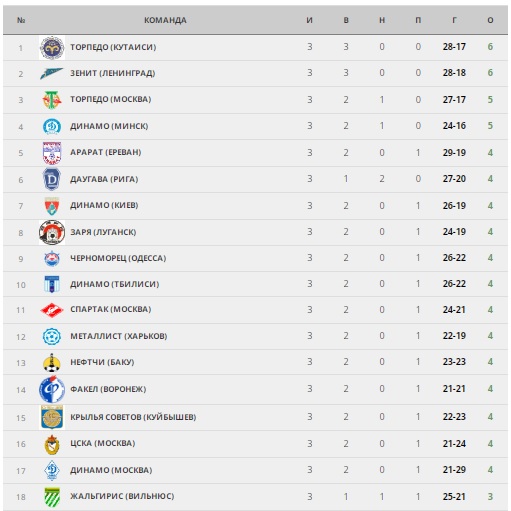 № КОМАНДА И В Н П Г О
1 ТОРПЕДО (КУТАИСИ) 3 3 0 0 28-17 6
2 ЗЕНИТ (ЛЕНИНГРАД) 3 3 0 0 28-18 6
3 ТОРПЕДО (МОСКВА) 3 2 1 0 27-17 5
4 ДИНАМО (МИНСК) 3 2 1 0 24-16 5
5 АРАРАТ (ЕРЕВАН) 3 2 0 1 29-19 4
6 ДАУГАВА (РИГА) 3 1 2 0 27-20 4
7 ДИНАМО (КИЕВ) 3 2 0 1 26-19 4
8 ЗАРЯ (ЛУГАНСК) 3 2 0 1 24-19 4
9 ЧЕРНОМОРЕЦ (ОДЕССА) 3 2 0 1 26-22 4
10 ДИНАМО (ТБИЛИСИ) 3 2 0 1 26-22 4
11 СПАРТАК (МОСКВА) 3 2 0 1 24-21 4
12 МЕТАЛЛИСТ (ХАРЬКОВ) 3 2 0 1 22-19 4
13 НЕФТЧИ (БАКУ) 3 2 0 1 23-23 4
14 ФАКЕЛ (ВОРОНЕЖ) 3 2 0 1 21-21 4
15 КРЫЛЬЯ СОВЕТОВ (КУЙБЫШЕВ) 3 2 0 1 22-23 4
16 ЦСКА (МОСКВА) 3 2 0 1 21-24 4
17 ДИНАМО (МОСКВА) 3 2 0 1 21-29 4
18 ЖАЛЬГИРИС (ВИЛЬНЮС) 3 1 1 1 25-21 3